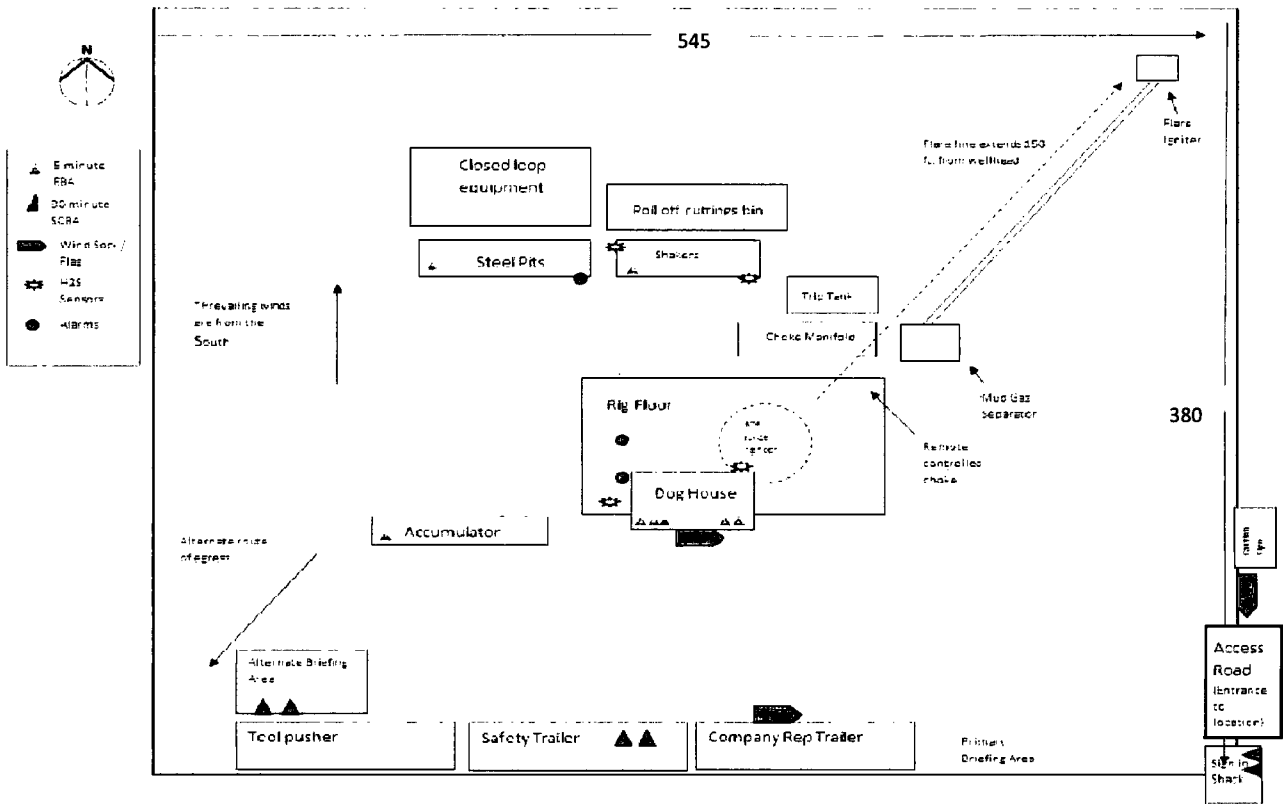 545
N
5 minute
EBA
30 minute
SCBA
Wind Sock /
Flag
H2S
Sensors
Alarms
Closed loop
equipment
Roll off cuttings bin
Steel Pits
Shakers
Flare
Igniter
Flare line extends 150
ft. from wellhead
Prevailing winds
are from the
South
Trip Tank
Choke Manifold
Mud Gas
Separator
380
Rig Floor
Remote
controlled
choke
Dog House
Accumulator
Alternate route
of egress
Caution
Sign
Access
Road
(Entrance
to
location)
Alternate Briefing
Area
Tool pusher
Safety Trailer
Company Rep Trailer
Primary
Briefing Area
Sign in
Shack